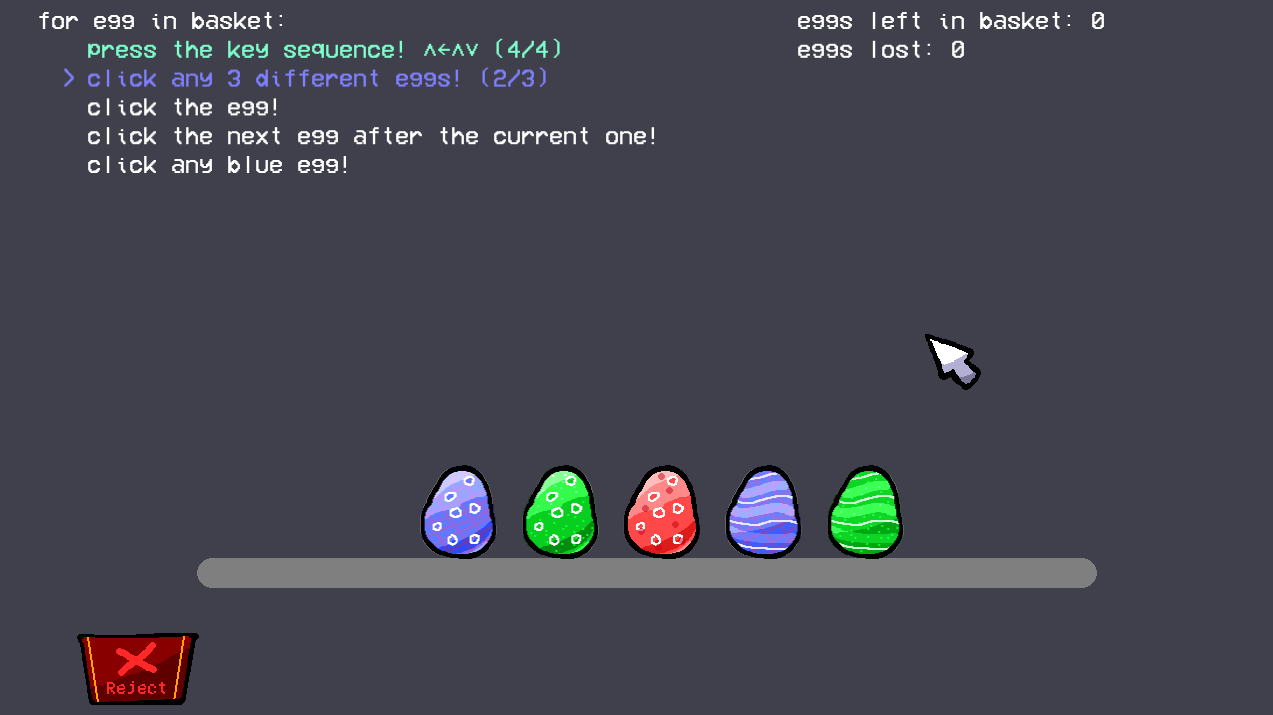 for egg in basket:
eggs left in basket: 0
press the key sequence! ^←^v (4/4)
eggs lost: 0
> click any 3 different eggs! (2/3)
click the egg!
click the next egg after the current one!
click any blue egg!
Reject